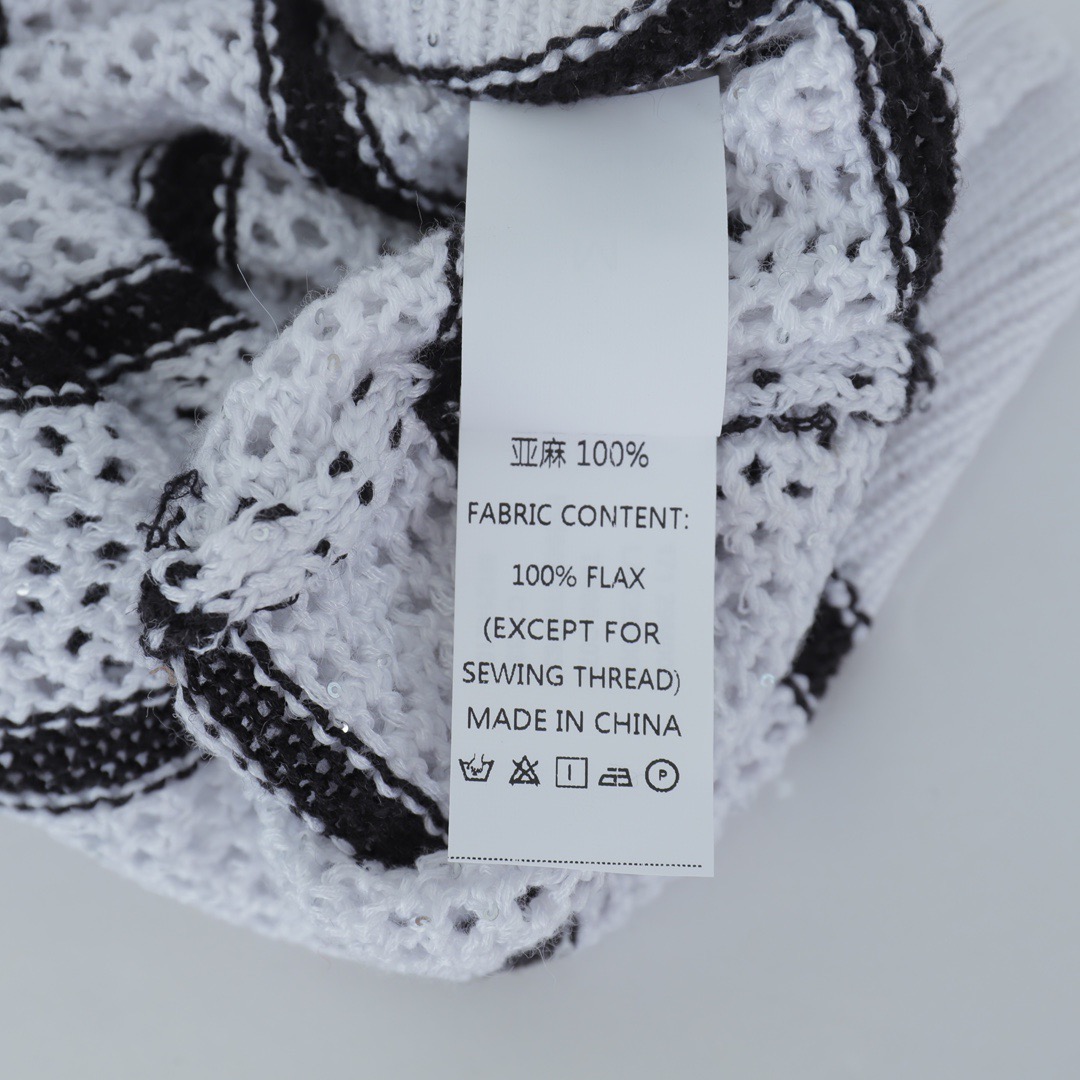 亚麻 100%
FABRIC CONTENT:
100% FLAX
(EXCEPT FOR
SEWING THREAD)
MADE IN CHINA
P